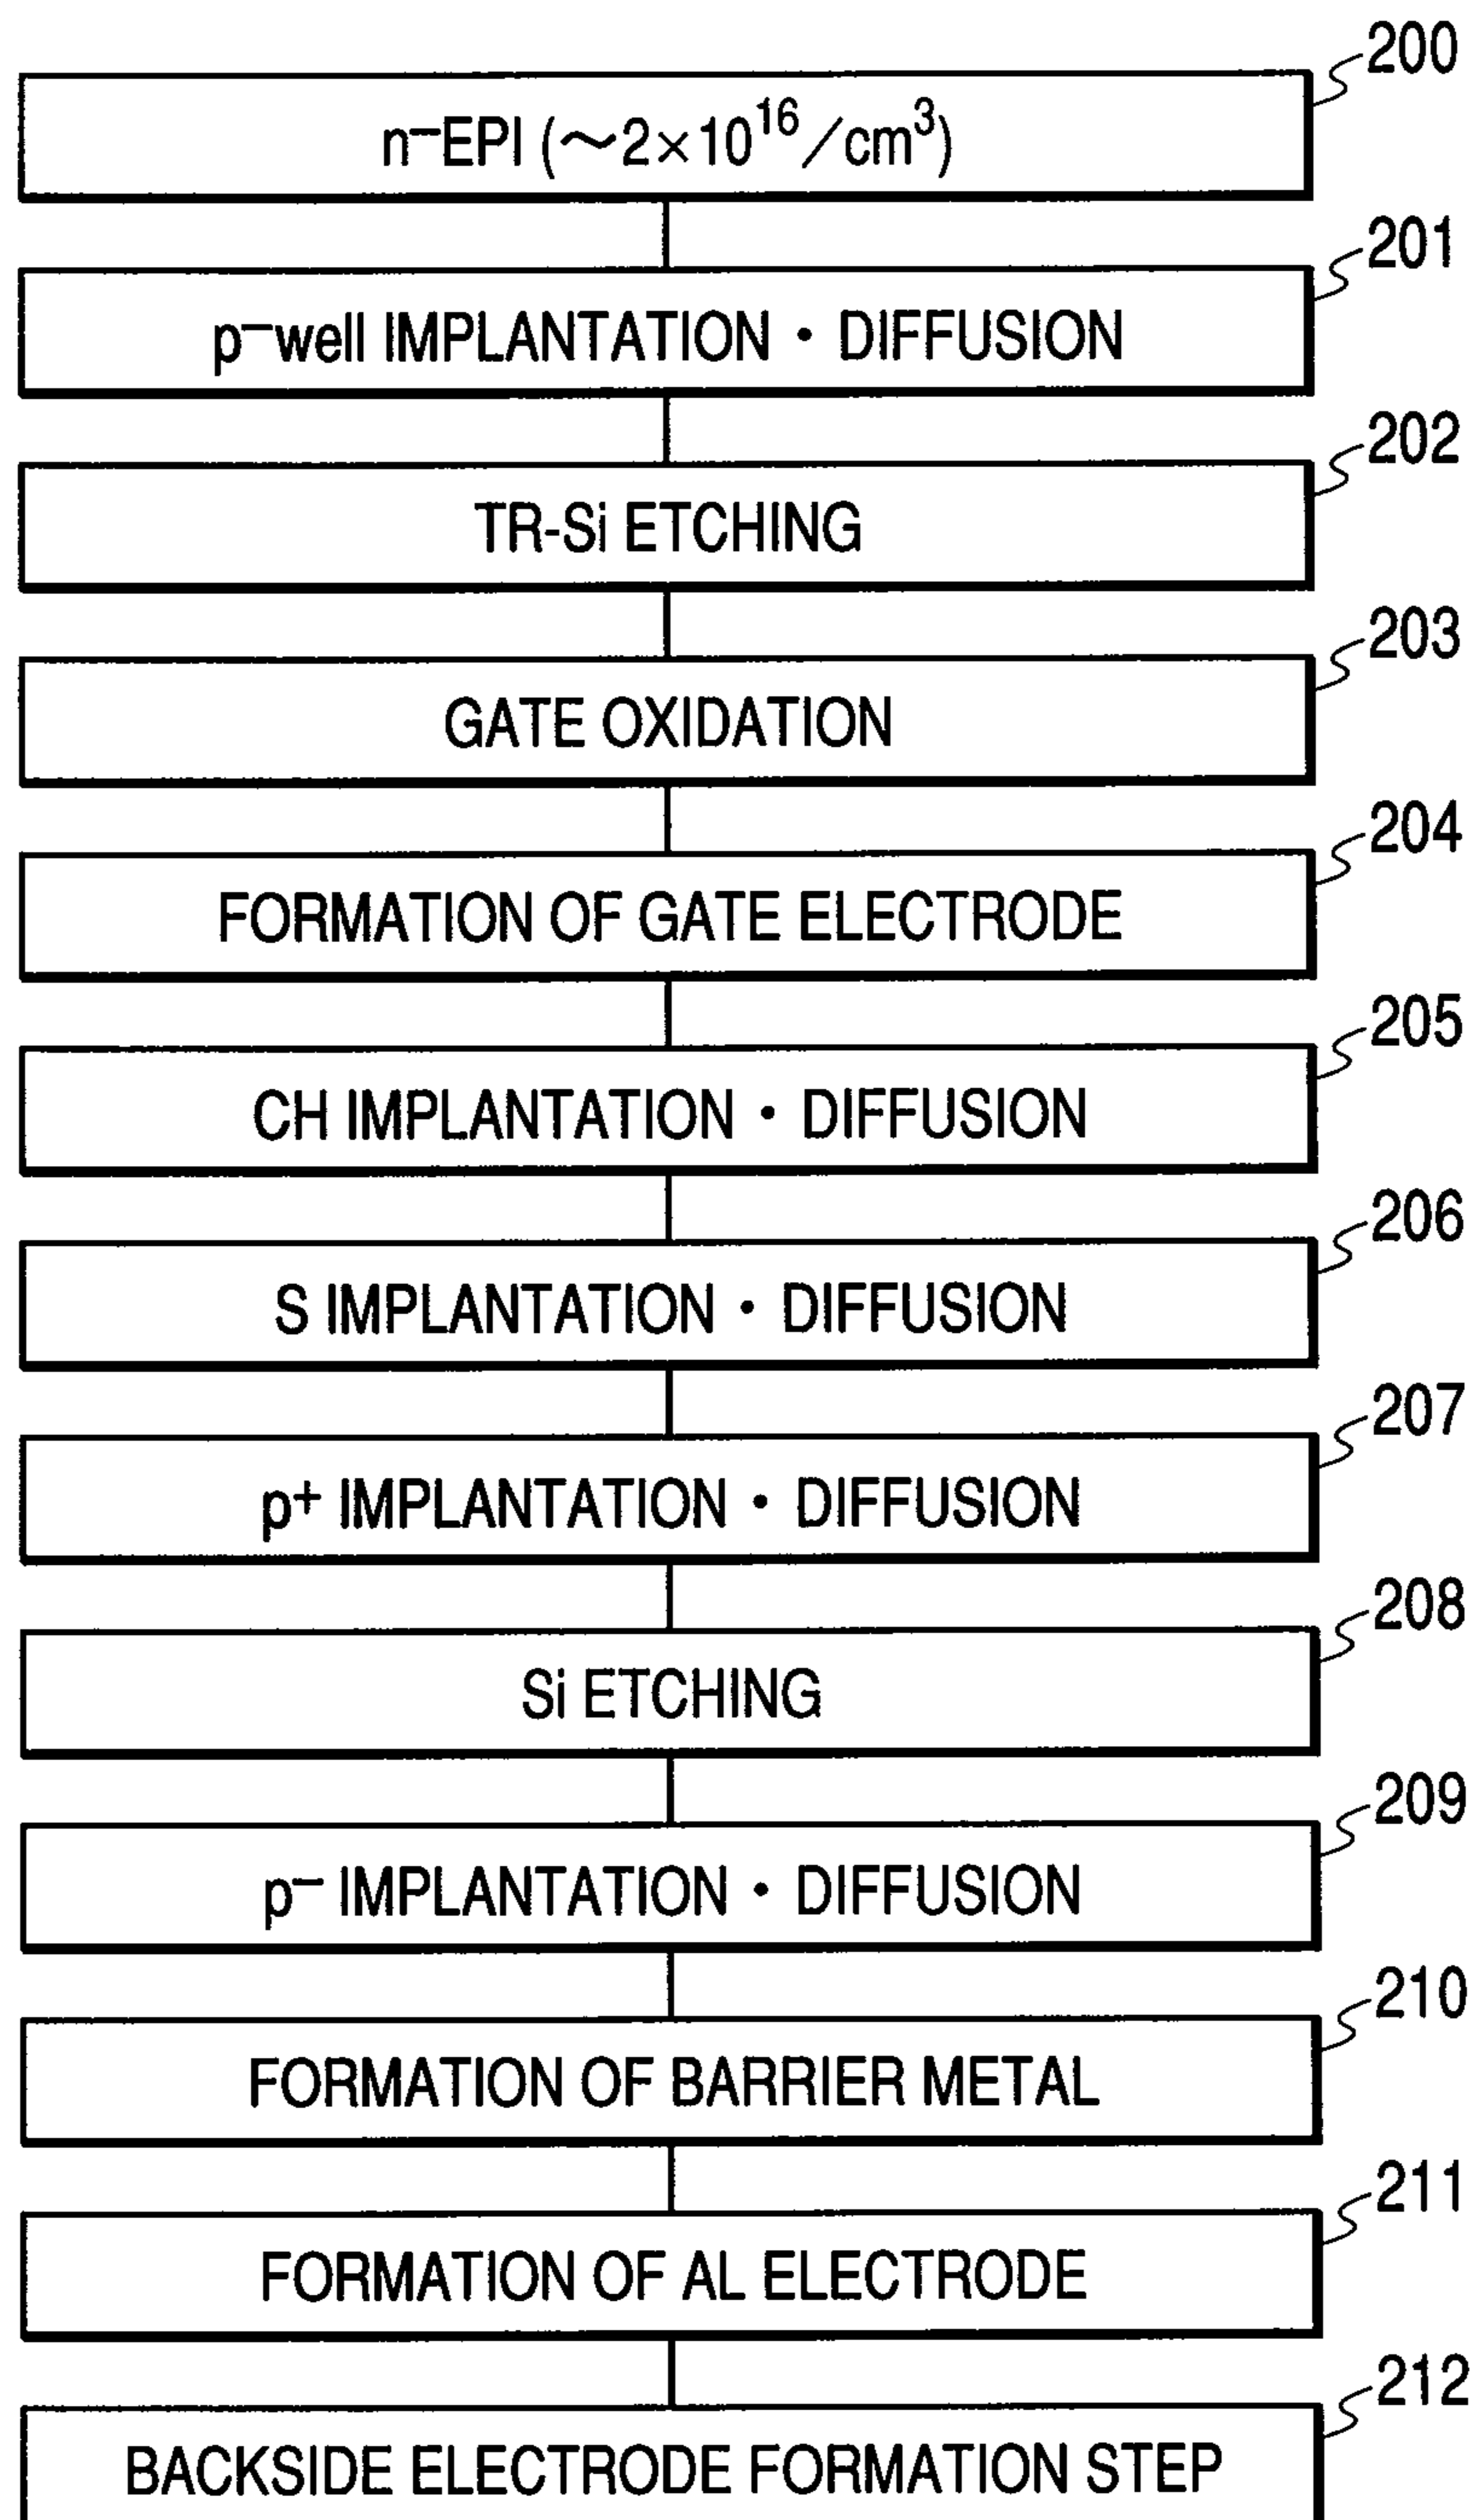 200
n⁻EPI (～2×10¹⁶/cm³)
201
p⁻well IMPLANTATION • DIFFUSION
202
TR-Si ETCHING
203
GATE OXIDATION
204
FORMATION OF GATE ELECTRODE
205
CH IMPLANTATION • DIFFUSION
206
S IMPLANTATION • DIFFUSION
207
p⁺ IMPLANTATION • DIFFUSION
208
Si ETCHING
209
p⁻ IMPLANTATION • DIFFUSION
210
FORMATION OF BARRIER METAL
211
FORMATION OF AL ELECTRODE
212
BACKSIDE ELECTRODE FORMATION STEP